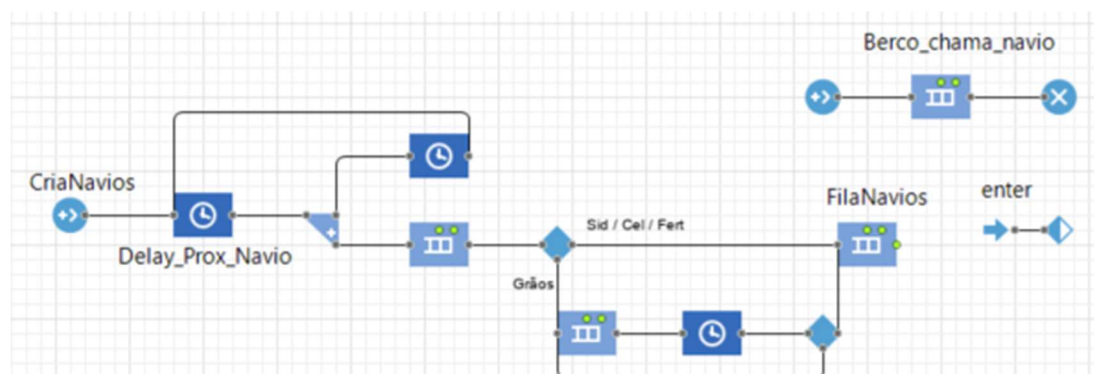 Berco_chama_navio
CriaNavios
Delay_Prox_Navio
Sid / Cel / Fert
FilaNavios
enter
Grãos